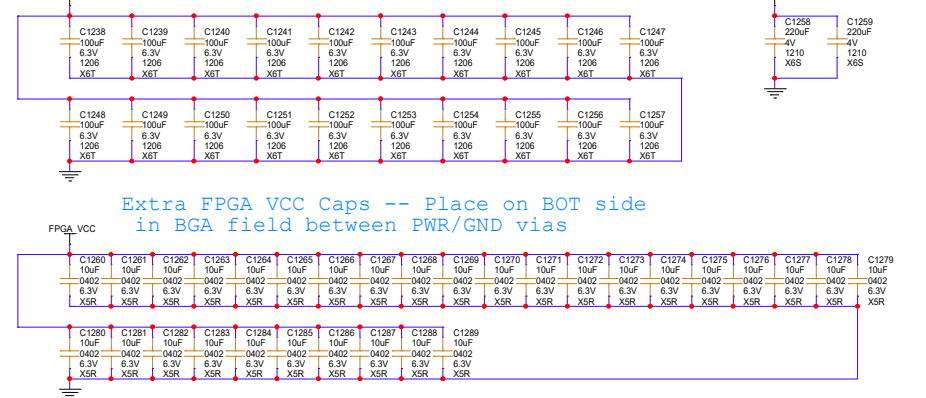 C1238 C1239 C1240 C1241 C1242 C1243 C1244 C1245 C1246 C1247
100uF 100uF 100uF 100uF 100uF 100uF 100uF 100uF 100uF 100uF
6.3V 6.3V 6.3V 6.3V 6.3V 6.3V 6.3V 6.3V 6.3V 6.3V
1206 1206 1206 1206 1206 1206 1206 1206 1206 1206
X6T X6T X6T X6T X6T X6T X6T X6T X6T X6T
C1258 C1259
220uF 220uF
4V 4V
1210 1210
X6S X6S
C1248 C1249 C1250 C1251 C1252 C1253 C1254 C1255 C1256 C1257
100uF 100uF 100uF 100uF 100uF 100uF 100uF 100uF 100uF 100uF
6.3V 6.3V 6.3V 6.3V 6.3V 6.3V 6.3V 6.3V 6.3V 6.3V
1206 1206 1206 1206 1206 1206 1206 1206 1206 1206
X6T X6T X6T X6T X6T X6T X6T X6T X6T X6T
Extra FPGA VCC Caps -- Place on BOT side
in BGA field between PWR/GND vias
FPGA_VCC
C1260 C1261 C1262 C1263 C1264 C1265 C1266 C1267 C1268 C1269 C1270 C1271 C1272 C1273 C1274 C1275 C1276 C1277 C1278 C1279
10uF 10uF 10uF 10uF 10uF 10uF 10uF 10uF 10uF 10uF 10uF 10uF 10uF 10uF 10uF 10uF 10uF 10uF 10uF 10uF
0402 0402 0402 0402 0402 0402 0402 0402 0402 0402 0402 0402 0402 0402 0402 0402 0402 0402 0402 0402
6.3V 6.3V 6.3V 6.3V 6.3V 6.3V 6.3V 6.3V 6.3V 6.3V 6.3V 6.3V 6.3V 6.3V 6.3V 6.3V 6.3V 6.3V 6.3V 6.3V
X5R X5R X5R X5R X5R X5R X5R X5R X5R X5R X5R X5R X5R X5R X5R X5R X5R X5R X5R X5R
C1280 C1281 C1282 C1283 C1284 C1285 C1286 C1287 C1288 C1289
10uF 10uF 10uF 10uF 10uF 10uF 10uF 10uF 10uF 10uF
0402 0402 0402 0402 0402 0402 0402 0402 0402 0402
6.3V 6.3V 6.3V 6.3V 6.3V 6.3V 6.3V 6.3V 6.3V 6.3V
X5R X5R X5R X5R X5R X5R X5R X5R X5R X5R